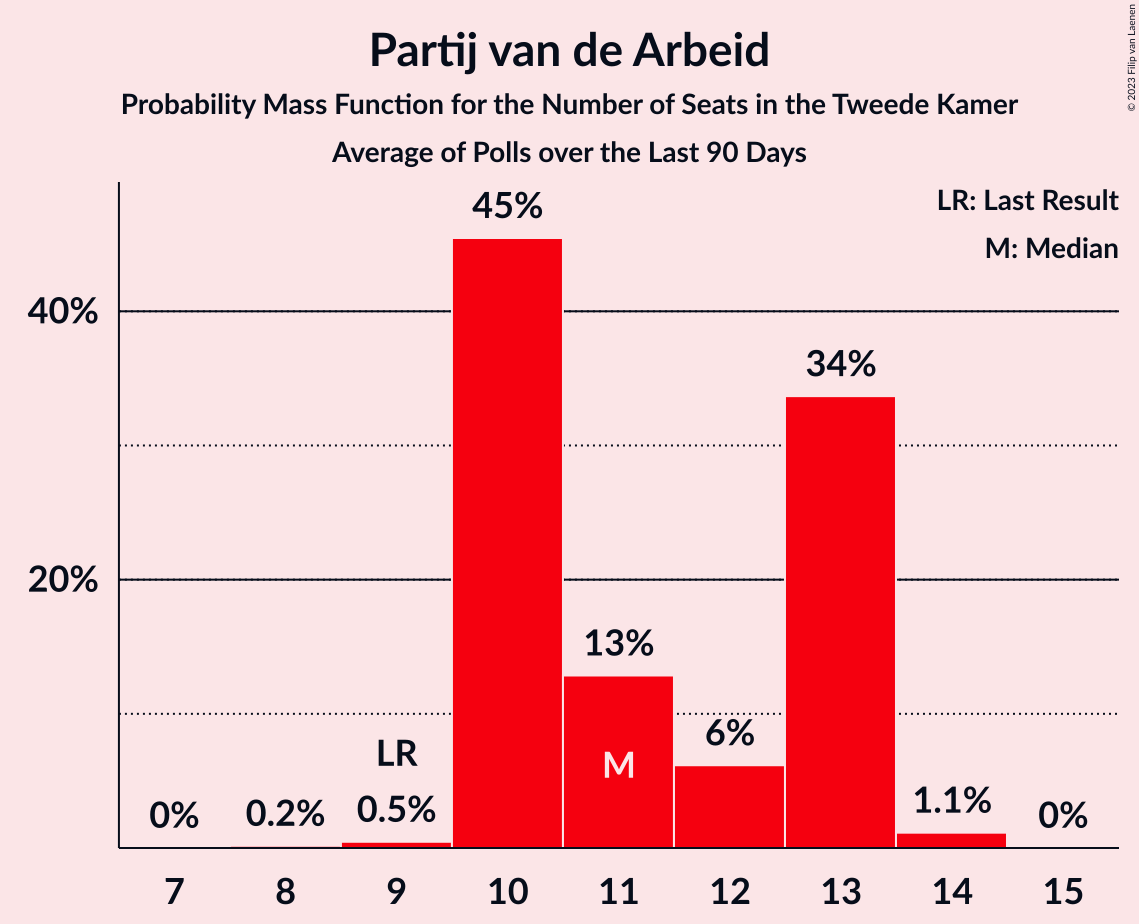 Partij van de Arbeid
Probability Mass Function for the Number of Seats in the Tweede Kamer
Average of Polls over the Last 90 Days
© 2023 Filip van Laenen
LR: Last Result
M: Median
40%
20%
0%
0.2%
LR
0.5%
45%
13%
M
6%
34%
1.1%
0%
7 8 9 10 11 12 13 14 15